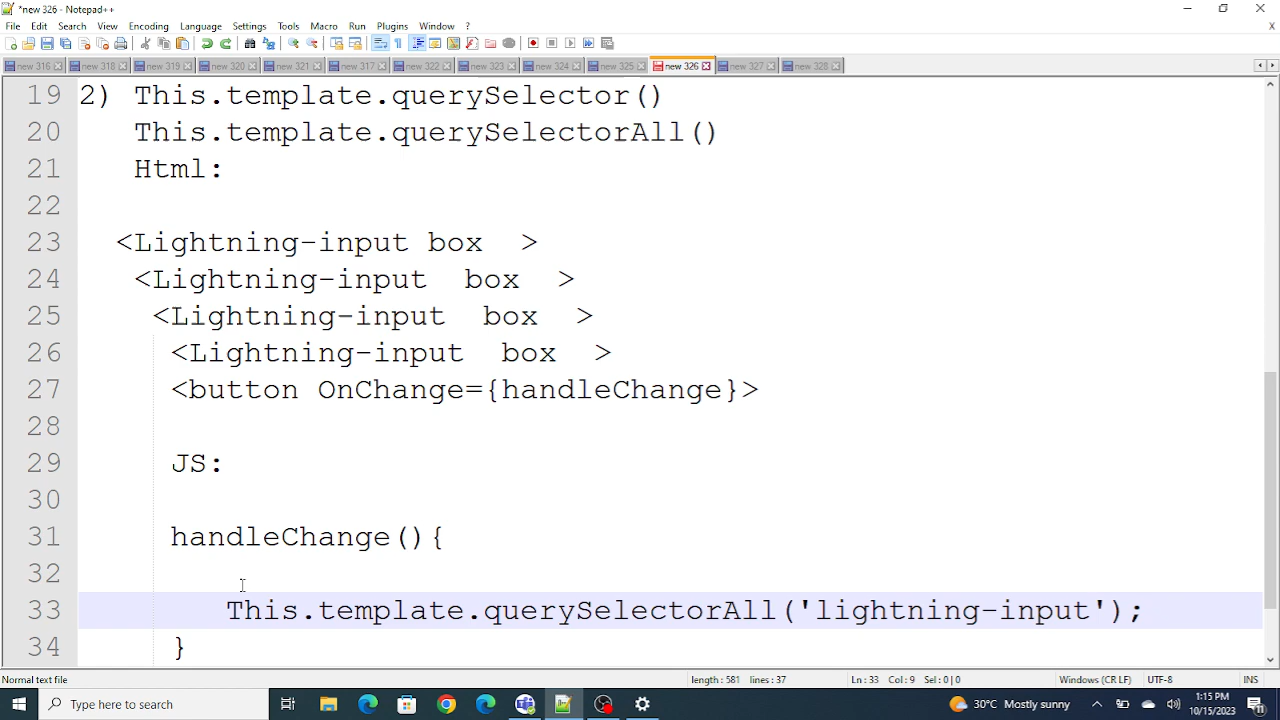 *new 326 - Notepad++
File Edit Search View Encoding Language Settings Tools Macro Run Plugins Window ?
X
new 316 new 318 new 319 new 320 new 321 new 317 new 322 new 323 new 324 new 325 new 326 new 327 new 328
19 2) This.template.querySelector()
20 This.template.querySelectorAll()
21 Html:
22
23 <Lightning-input box >
24 <Lightning-input box >
25 <Lightning-input box >
26 <Lightning-input box >
27 <button OnChange={handleChange}>
28
29 JS:
30
31 handleChange(){
32
33 This.template.querySelectorAll('lightning-input');
34 }
Normal text file length : 581 lines : 37 Ln : 33 Col : 9 Sel : 0 | 0 Windows (CR LF) UTF-8 INS
Type here to search 30°C Mostly sunny 1:15 PM
10/15/2023 11